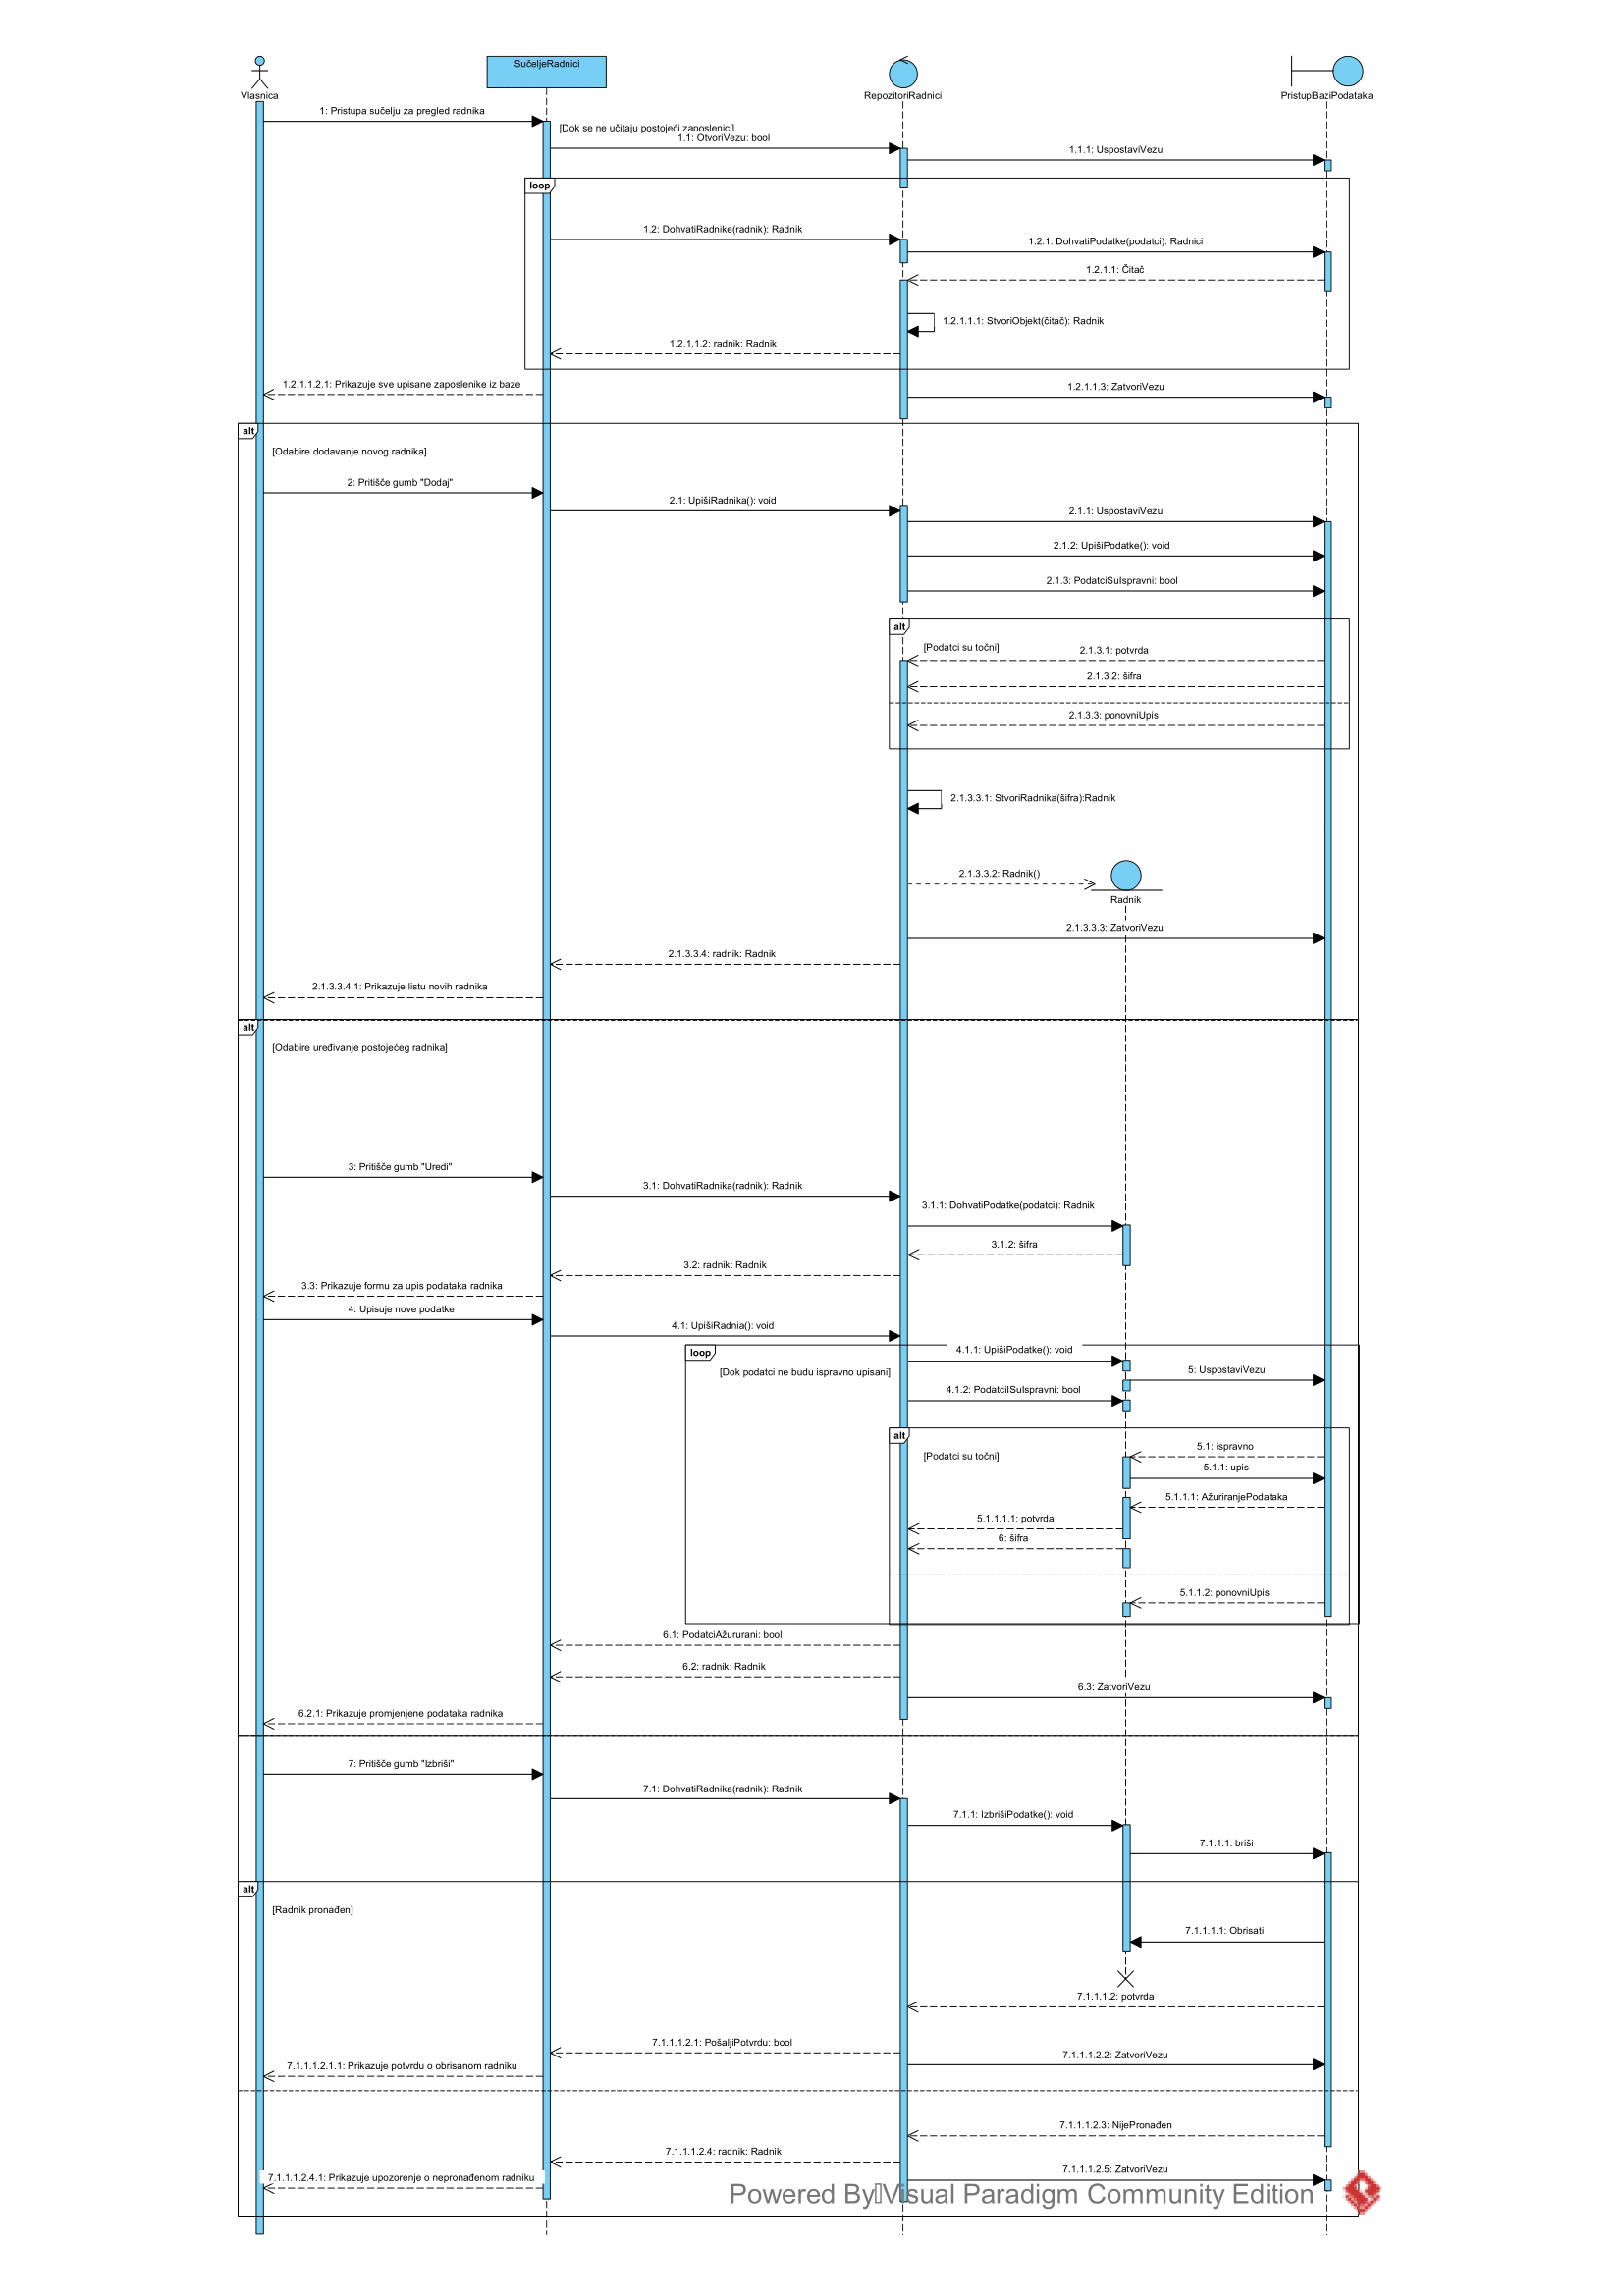 Vlasnica
SučeljeRadnici
RepozitoriRadnici
PristupBaziPodataka
1: Pristupa sučelju za pregled radnika
[Dok se ne učitaju postojeći zaposlenici]
1.1: OtvoriVezu: bool
1.1.1: UspostaviVezu
loop
1.2: DohvatiRadnike(radnik): Radnik
1.2.1: DohvatiPodatke(podatci): Radnici
1.2.1.1: Čitač
1.2.1.1.1: StvoriObjekt(čitač): Radnik
1.2.1.1.2: radnik: Radnik
1.2.1.1.2.1: Prikazuje sve upisane zaposlenike iz baze
1.2.1.1.3: ZatvoriVezu
alt
[Odabire dodavanje novog radnika]
2: Pritišče gumb "Dodaj"
2.1: UpišiRadnika(): void
2.1.1: UspostaviVezu
2.1.2: UpišiPodatke(): void
2.1.3: PodatciSuIspravni: bool
alt
[Podatci su točni]
2.1.3.1: potvrda
2.1.3.2: šifra
2.1.3.3: ponovniUpis
2.1.3.3.1: StvoriRadnika(šifra):Radnik
2.1.3.3.2: Radnik()
Radnik
2.1.3.3.3: ZatvoriVezu
2.1.3.3.4: radnik: Radnik
2.1.3.3.4.1: Prikazuje listu novih radnika
alt
[Odabire uređivanje postojećeg radnika]
3: Pritišče gumb "Uredi"
3.1: DohvatiRadnika(radnik): Radnik
3.1.1: DohvatiPodatke(podatci): Radnik
3.1.2: šifra
3.2: radnik: Radnik
3.3: Prikazuje formu za upis podataka radnika
4: Upisuje nove podatke
4.1: UpišiRadnia(): void
loop
4.1.1: UpišiPodatke(): void
[Dok podatci ne budu ispravno upisani]
5: UspostaviVezu
4.1.2: PodatciISuIspravni: bool
alt
5.1: ispravno
[Podatci su točni]
5.1.1: upis
5.1.1.1: AžuriranjePodataka
5.1.1.1.1: potvrda
6: šifra
5.1.1.2: ponovniUpis
6.1: PodatciAžururani: bool
6.2: radnik: Radnik
6.3: ZatvoriVezu
6.2.1: Prikazuje promjenjene podataka radnika
7: Pritišče gumb "Izbriši"
7.1: DohvatiRadnika(radnik): Radnik
7.1.1: IzbrišiPodatke(): void
7.1.1.1: briši
alt
[Radnik pronađen]
7.1.1.1.1: Obrisati
7.1.1.1.2: potvrda
7.1.1.1.2.1: PošaljiPotvrdu: bool
7.1.1.1.2.2: ZatvoriVezu
7.1.1.1.2.1.1: Prikazuje potvrdu o obrisanom radniku
7.1.1.1.2.3: NijePronađen
7.1.1.1.2.4: radnik: Radnik
7.1.1.1.2.5: ZatvoriVezu
7.1.1.1.2.4.1: Prikazuje upozorenje o nepronađenom radniku
Powered By Visual Paradigm Community Edition